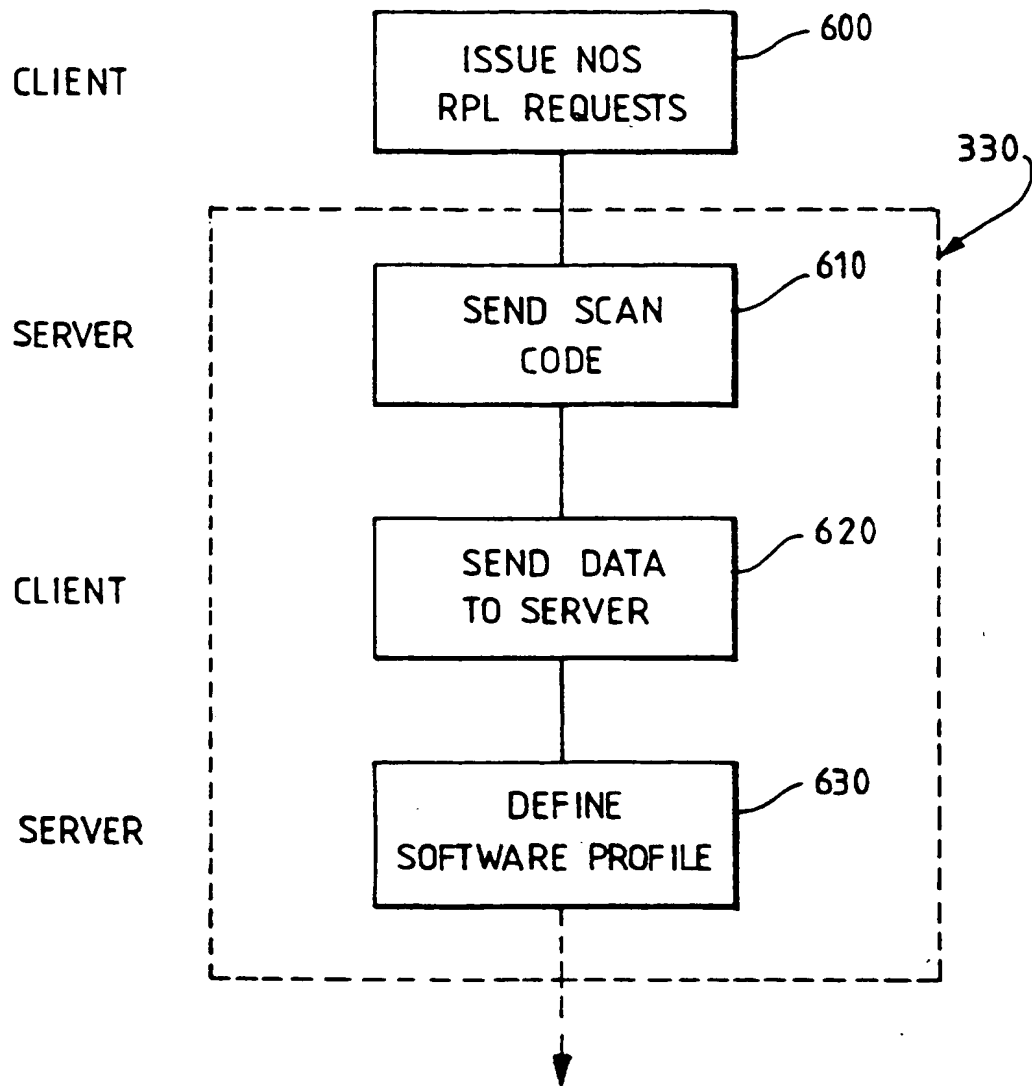 600
CLIENT
ISSUE NOS
RPL REQUESTS
330
610
SERVER
SEND SCAN
CODE
620
CLIENT
SEND DATA
TO SERVER
630
SERVER
DEFINE
SOFTWARE PROFILE